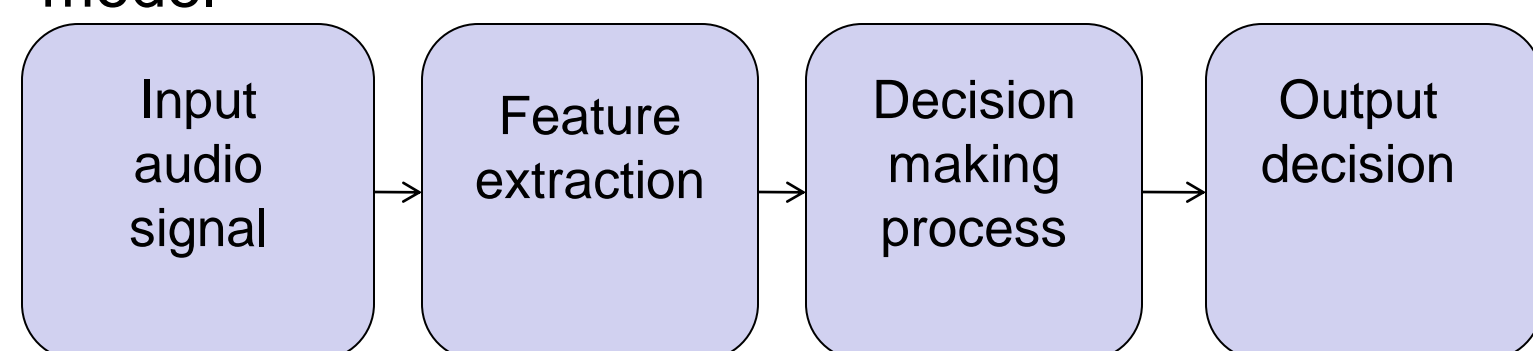 Input
audio
signal
Feature
extraction
Decision
making
process
Output
decision